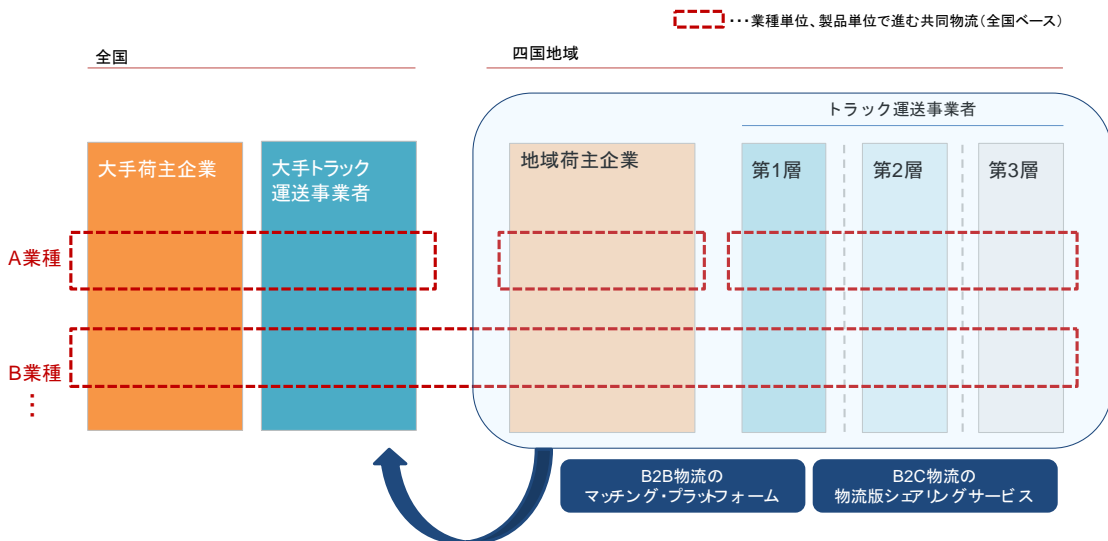 ･･･業種単位、製品単位で進む共同物流（全国ベース）
全国
四国地域
トラック運送事業者
大手荷主企業
大手トラック
運送事業者
地域荷主企業
第1層
第2層
第3層
A業種
B業種
⋮
B2B物流の
マッチング・プラットフォーム
B2C物流の
物流版シェアリングサービス